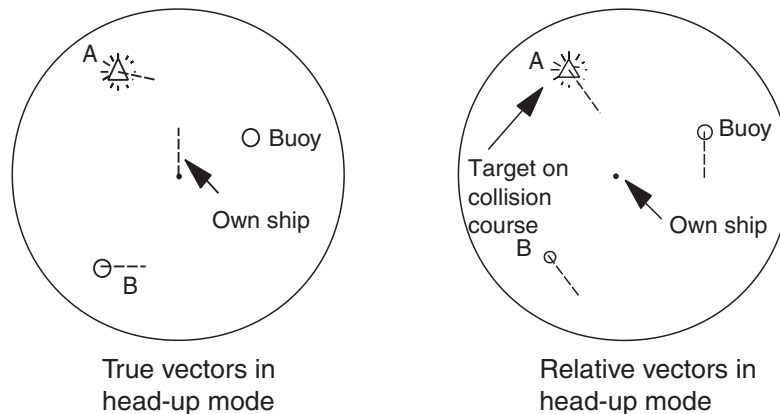 A
Buoy
Own ship
B
True vectors in
head-up mode
A
Buoy
Target on
collision
course
Own ship
B
Relative vectors in
head-up mode